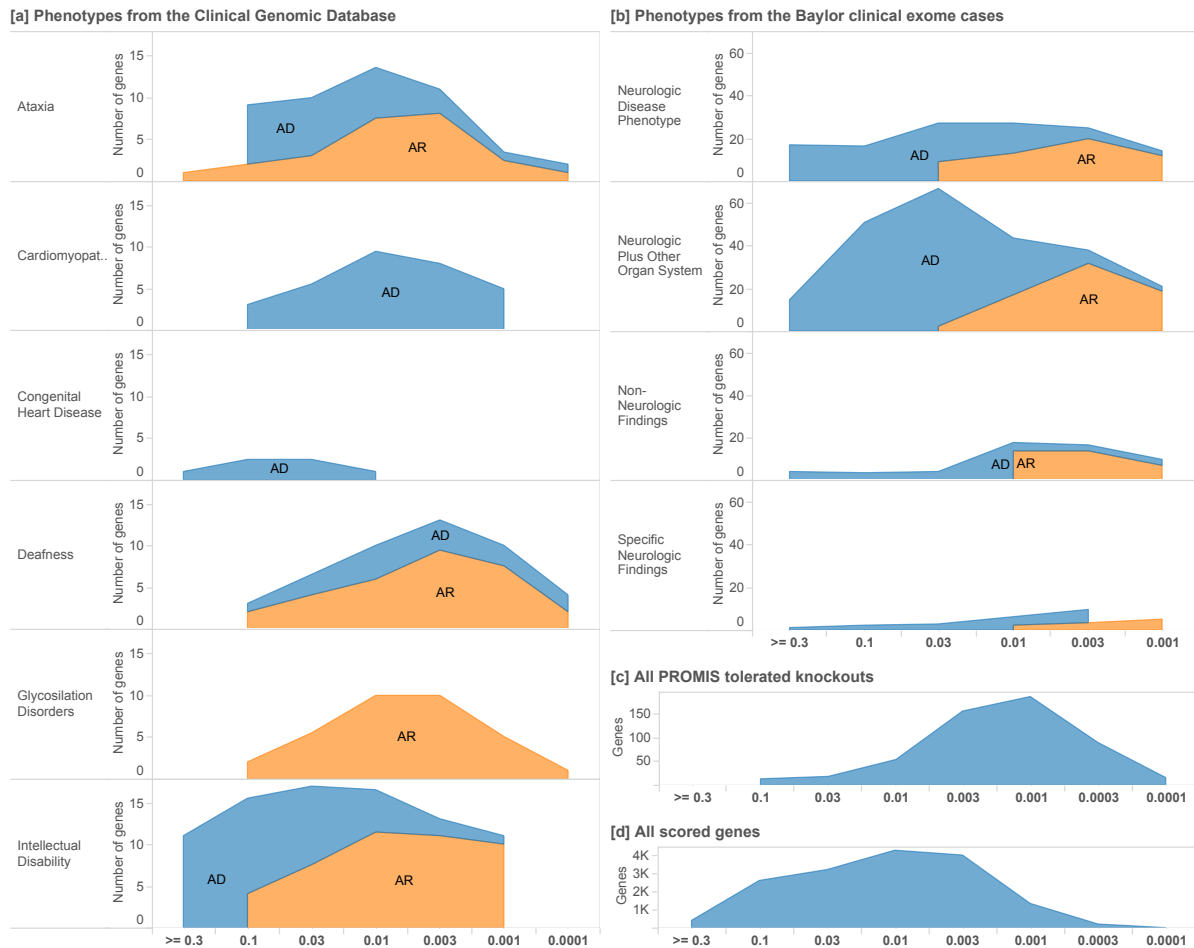 [a] Phenotypes from the Clinical Genomic Database
Ataxia
Number of genes
15
10
5
0
AD
AR
Cardiomyopat..
Number of genes
15
10
5
0
AD
Congenital
Heart Disease
Number of genes
15
10
5
0
AD
Deafness
Number of genes
15
10
5
0
AD
AR
Glycosilation
Disorders
Number of genes
15
10
5
0
AR
Intellectual
Disability
Number of genes
15
10
5
0
AD
AR
>= 0.3 0.1 0.03 0.01 0.003 0.001 0.0001
[b] Phenotypes from the Baylor clinical exome cases
Neurologic
Disease
Phenotype
Number of genes
60
40
20
0
AD
AR
Neurologic
Plus Other
Organ System
Number of genes
60
40
20
0
AD
AR
Non-
Neurologic
Findings
Number of genes
60
40
20
0
AD AR
Specific
Neurologic
Findings
Number of genes
60
40
20
0
>= 0.3 0.1 0.03 0.01 0.003 0.001
[c] All PROMIS tolerated knockouts
Genes
150
100
50
>= 0.3 0.1 0.03 0.01 0.003 0.001 0.0003 0.0001
[d] All scored genes
Genes
4K
3K
2K
1K
>= 0.3 0.1 0.03 0.01 0.003 0.001 0.0003 0.0001